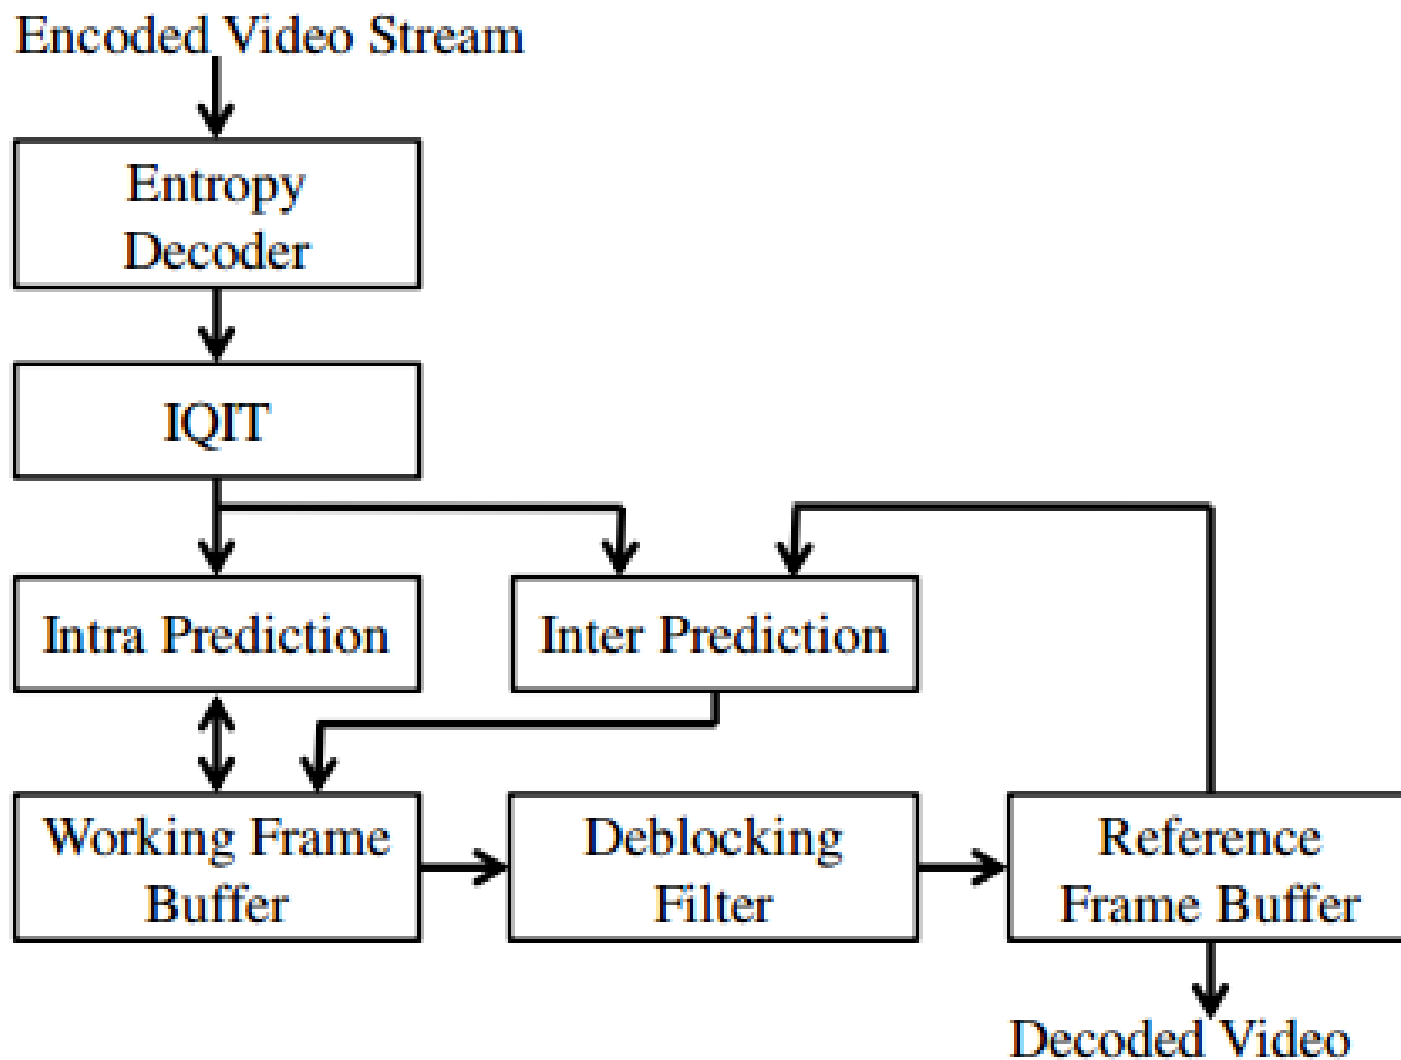 Encoded Video Stream
Entropy
Decoder
IQIT
Intra Prediction
Inter Prediction
Working Frame
Buffer
Deblocking
Filter
Reference
Frame Buffer
Decoded Video